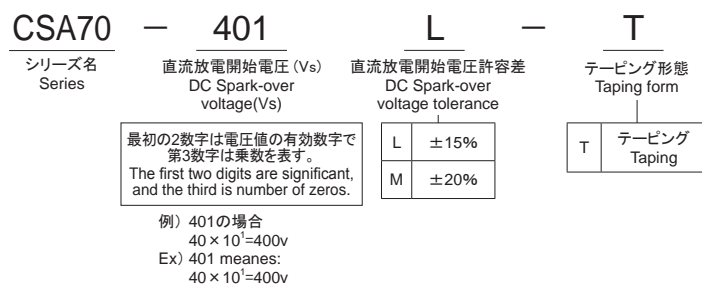 CSA70 － 401 L － T
シリーズ名
Series
直流放電開始電圧（Vs）
DC Spark-over
voltage(Vs)
直流放電開始電圧許容差
DC Spark-over
voltage tolerance
テーピング形態
Taping form
最初の2数字は電圧値の有効数字で
第3数字は乗数を表す。
The first two digits are significant,
and the third is number of zeros.
L ±15%
M ±20%
T テーピング
Taping
例）401の場合
40×10¹=400v
Ex）401 meanes:
40×10¹=400v